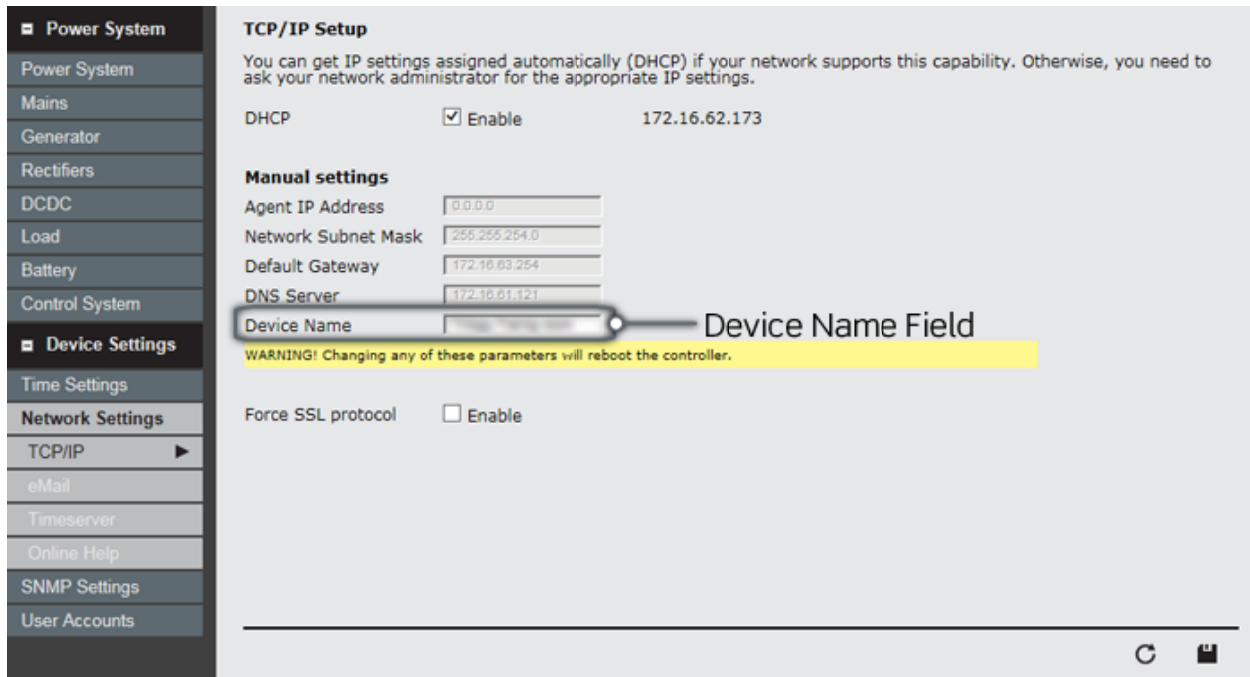 Power System
Power System
Mains
Generator
Rectifiers
DCDC
Load
Battery
Control System
Device Settings
Time Settings
Network Settings
TCP/IP
eMail
Timeserver
Online Help
SNMP Settings
User Accounts
TCP/IP Setup
You can get IP settings assigned automatically (DHCP) if your network supports this capability. Otherwise, you need to
ask your network administrator for the appropriate IP settings.
DHCP Enable 172.16.62.173
Manual settings
Agent IP Address 0.0.0.0
Network Subnet Mask 255.255.254.0
Default Gateway 172.16.63.254
DNS Server 172.16.61.121
Device Name
Device Name Field
WARNING! Changing any of these parameters will reboot the controller.
Force SSL protocol Enable